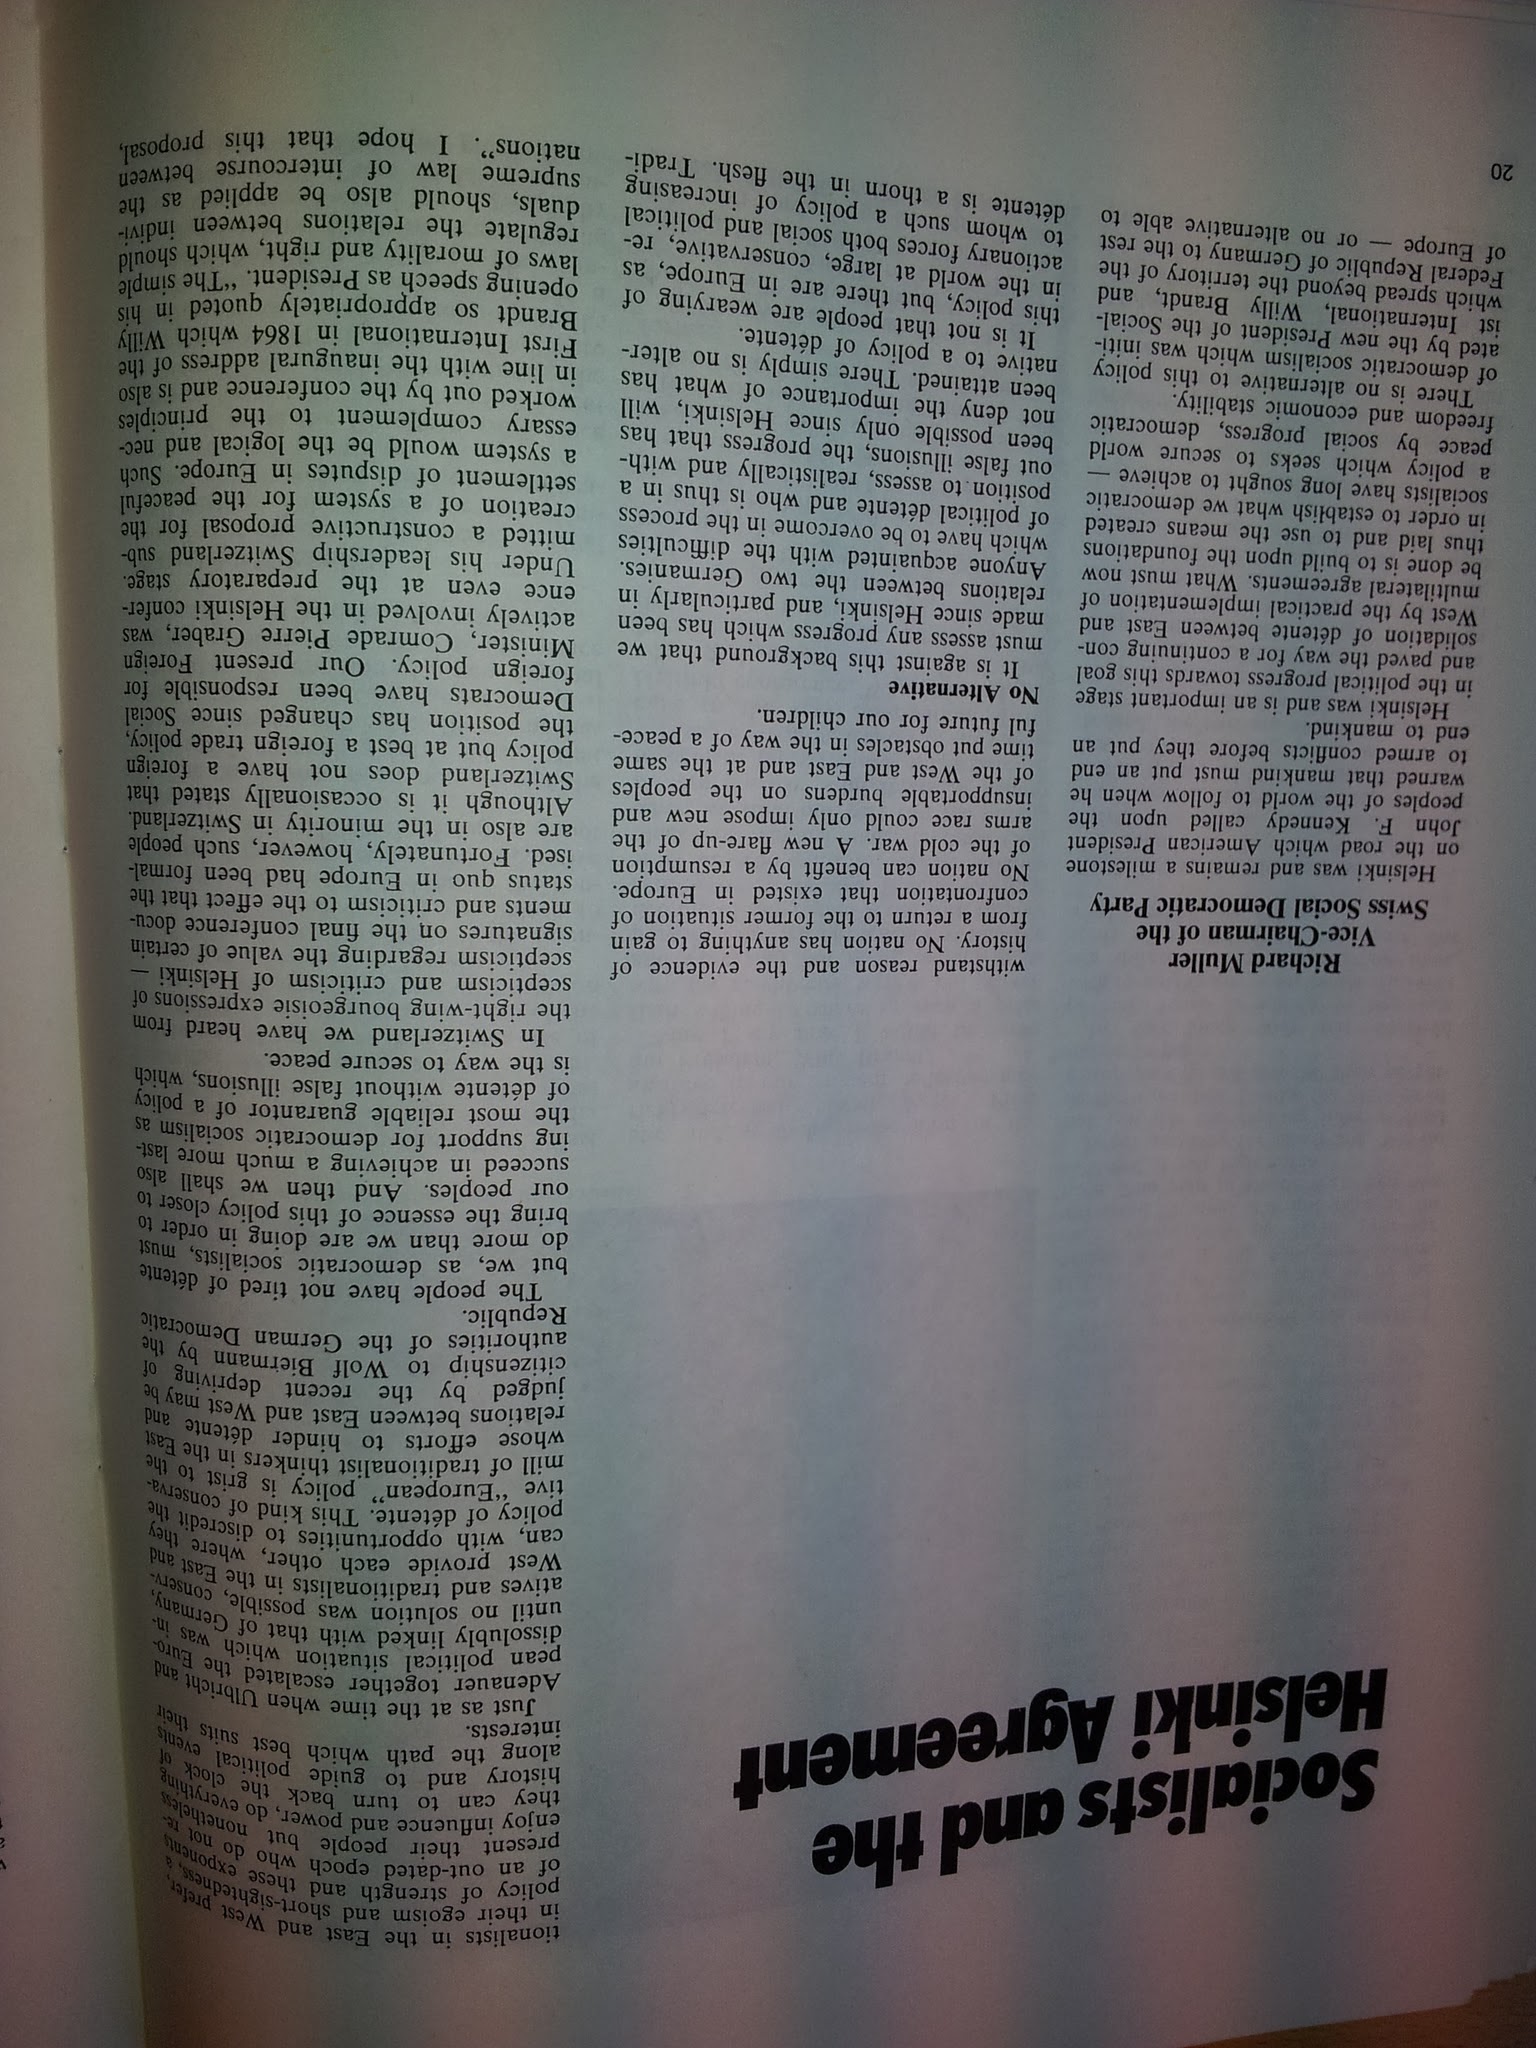 Socialists and the
Helsinki Agreement
Richard Muller
Vice-Chairman of the
Swiss Social Democratic Party
Helsinki was and remains a milestone
on the road which American President
John F. Kennedy called upon the
peoples of the world to follow when he
warned that mankind must put an end
to armed conflicts before they put an
end to mankind.
Helsinki was and is an important stage
in the political progress towards this goal
and paved the way for a continuing con-
solidation of détente between East and
West by the practical implementation of
multilateral agreements. What must now
be done is to build upon the foundations
thus laid and to use the means created
in order to establish what we democratic
socialists have long sought to achieve —
a policy which seeks to secure world
peace by social progress, democratic
freedom and economic stability.
There is no alternative to this policy
of democratic socialism which was initi-
ated by the new President of the Social-
ist International, Willy Brandt, and
which spread beyond the territory of the
Federal Republic of Germany to the rest
of Europe — or no alternative able to
20
withstand reason and the evidence of
history. No nation has anything to gain
from a return to the former situation of
confrontation that existed in Europe.
No nation can benefit by a resumption
of the cold war. A new flare-up of the
arms race could only impose new and
insupportable burdens on the peoples
of the West and East and at the same
time put obstacles in the way of a peace-
ful future for our children.
No Alternative
It is against this background that we
must assess any progress which has been
made since Helsinki, and particularly in
relations between the two Germanies.
Anyone acquainted with the difficulties
which have to be overcome in the process
of political détente and who is thus in a
position to assess, realistically and with-
out false illusions, the progress that has
been possible only since Helsinki, will
not deny the importance of what has
been attained. There simply is no alter-
native to a policy of détente.
It is not that people are wearying of
this policy, but there are in Europe, as
in the world at large, conservative, re-
actionary forces both social and political
to whom such a policy of increasing
détente is a thorn in the flesh. Tradi-
tionalists in the East and West prefer,
in their egoism and short-sightedness, a
policy of strength and these exponents
of an out-dated epoch who do not re-
present their people but nonetheless
enjoy influence and power, do everything
they can to turn back the clock of
history and to guide political events
along the path which best suits their
interests.
Just as at the time when Ulbricht and
Adenauer together escalated the Euro-
pean political situation which was in-
dissolubly linked with that of Germany,
until no solution was possible, conserv-
atives and traditionalists in the East and
West provide each other, where they
can, with opportunities to discredit the
policy of détente. This kind of conserva-
tive “European” policy is grist to the
mill of traditionalist thinkers in the East
whose efforts to hinder détente and
relations between East and West may be
judged by the recent depriving of
citizenship to Wolf Biermann by the
authorities of the German Democratic
Republic.
The people have not tired of détente
but we, as democratic socialists, must
do more than we are doing in order to
bring the essence of this policy closer to
our peoples. And then we shall also
succeed in achieving a much more last-
ing support for democratic socialism as
the most reliable guarantor of a policy
of détente without false illusions, which
is the way to secure peace.
In Switzerland we have heard from
the right-wing bourgeoisie expressions of
scepticism and criticism of Helsinki —
scepticism regarding the value of certain
signatures on the final conference docu-
ments and criticism to the effect that the
status quo in Europe had been formal-
ised. Fortunately, however, such people
are also in the minority in Switzerland.
Although it is occasionally stated that
Switzerland does not have a foreign
policy but at best a foreign trade policy,
the position has changed since Social
Democrats have been responsible for
foreign policy. Our present Foreign
Minister, Comrade Pierre Graber, was
actively involved in the Helsinki confer-
ence even at the preparatory stage.
Under his leadership Switzerland sub-
mitted a constructive proposal for the
creation of a system for the peaceful
settlement of disputes in Europe. Such
a system would be the logical and nec-
essary complement to the principles
worked out by the conference and is also
in line with the inaugural address of the
First International in 1864 which Willy
Brandt so appropriately quoted in his
opening speech as President. “The simple
laws of morality and right, which should
regulate the relations between indivi-
duals, should also be applied as the
supreme law of intercourse between
nations”. I hope that this proposal,